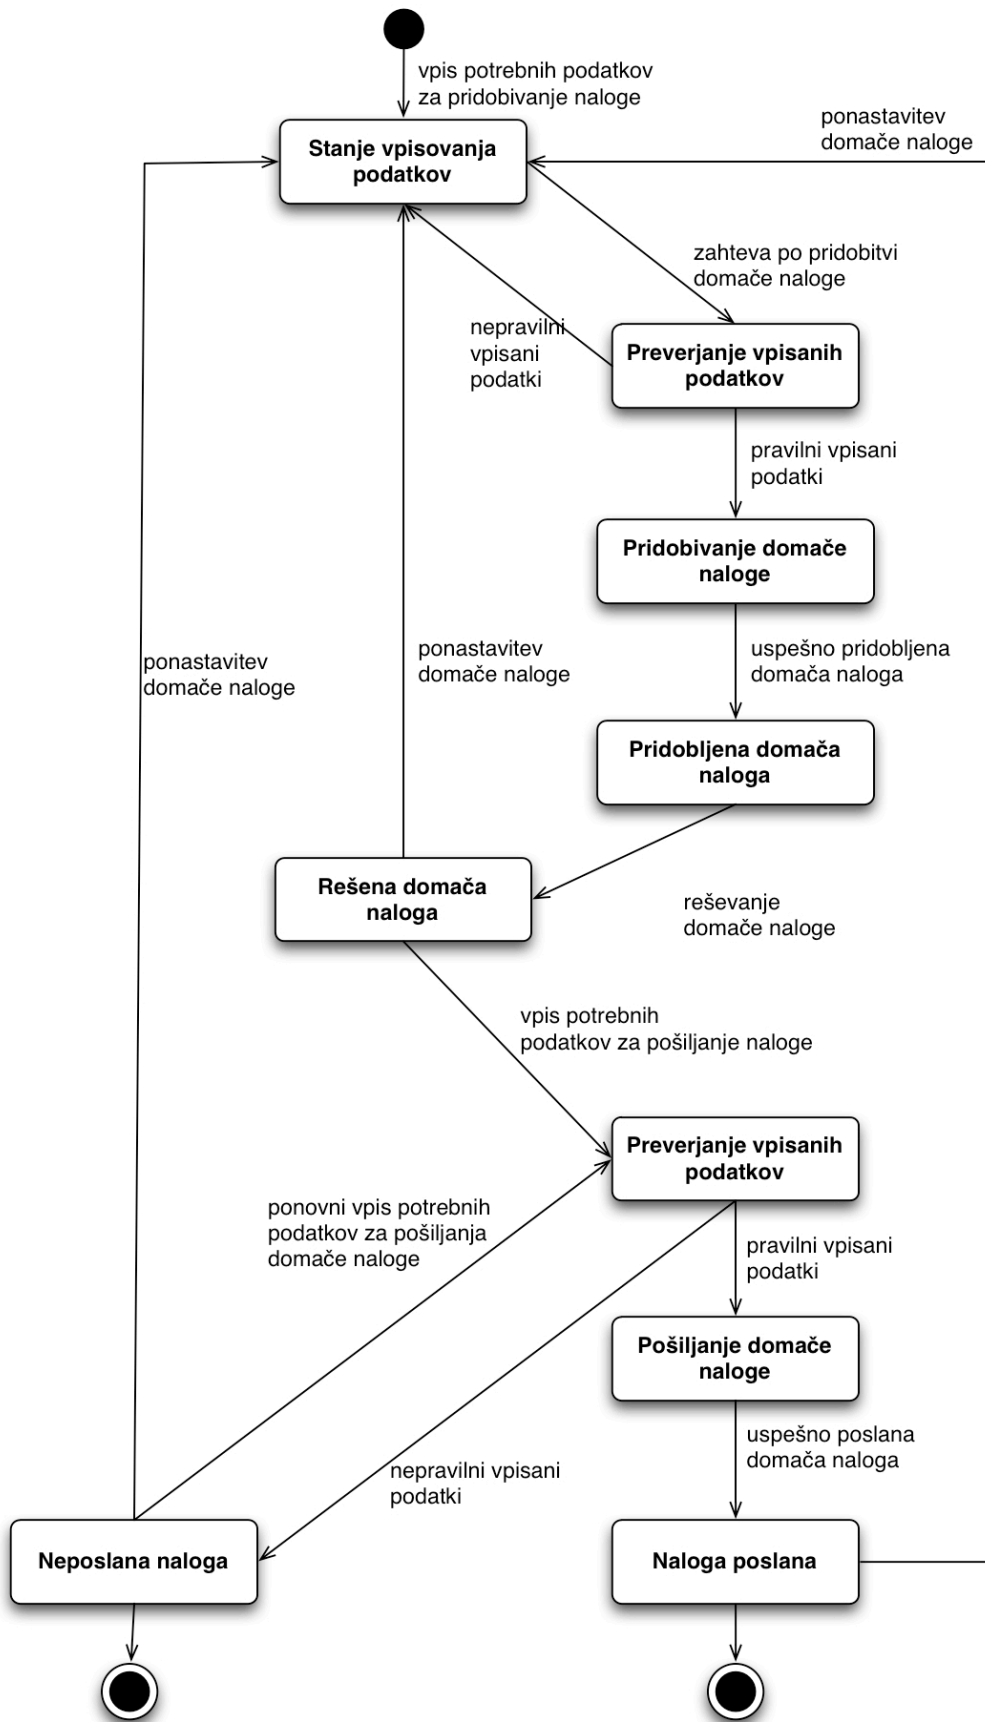 vpis potrebnih podatkov
za pridobivanje naloge
ponastavitev
domače naloge
Stanje vpisovanja
podatkov
zahteva po pridobitvi
domače naloge
nepravilni
vpisani
podatki
Preverjanje vpisanih
podatkov
pravilni vpisani
podatki
Pridobivanje domače
naloge
ponastavitev
domače naloge
ponastavitev
domače naloge
uspešno pridobljena
domača naloga
Pridobljena domača
naloga
Rešena domača
naloga
reševanje
domače naloge
vpis potrebnih
podatkov za pošiljanje naloge
Preverjanje vpisanih
podatkov
ponovni vpis potrebnih
podatkov za pošiljanja
domače naloge
pravilni vpisani
podatki
Pošiljanje domače
naloge
uspešno poslana
domača naloga
nepravilni vpisani
podatki
Neposlana naloga
Naloga poslana